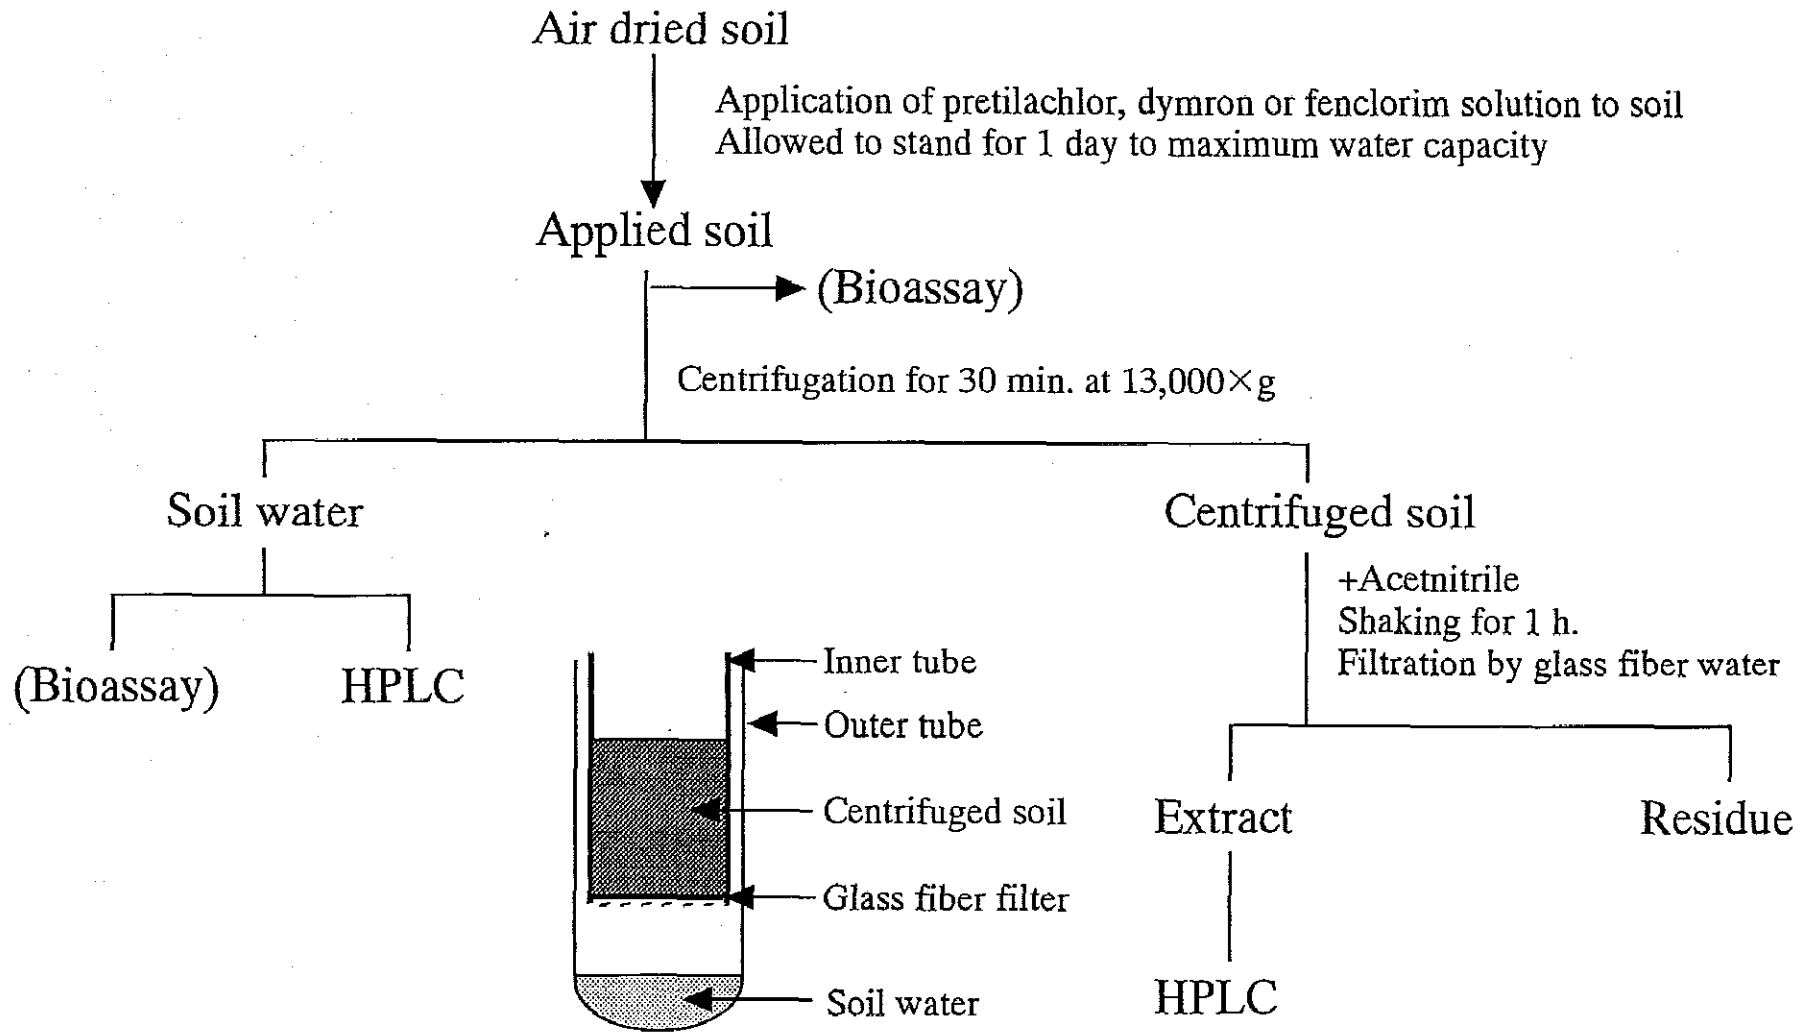 Air dried soil
Application of pretilachlor, dymron or fenclorim solution to soil
Allowed to stand for 1 day to maximum water capacity
Applied soil
(Bioassay)
Centrifugation for 30 min. at 13,000×g
Soil water
Centrifuged soil
+Acetnitrile
Shaking for 1 h.
Filtration by glass fiber water
(Bioassay)
HPLC
Inner tube
Outer tube
Centrifuged soil
Glass fiber filter
Soil water
Extract
Residue
HPLC